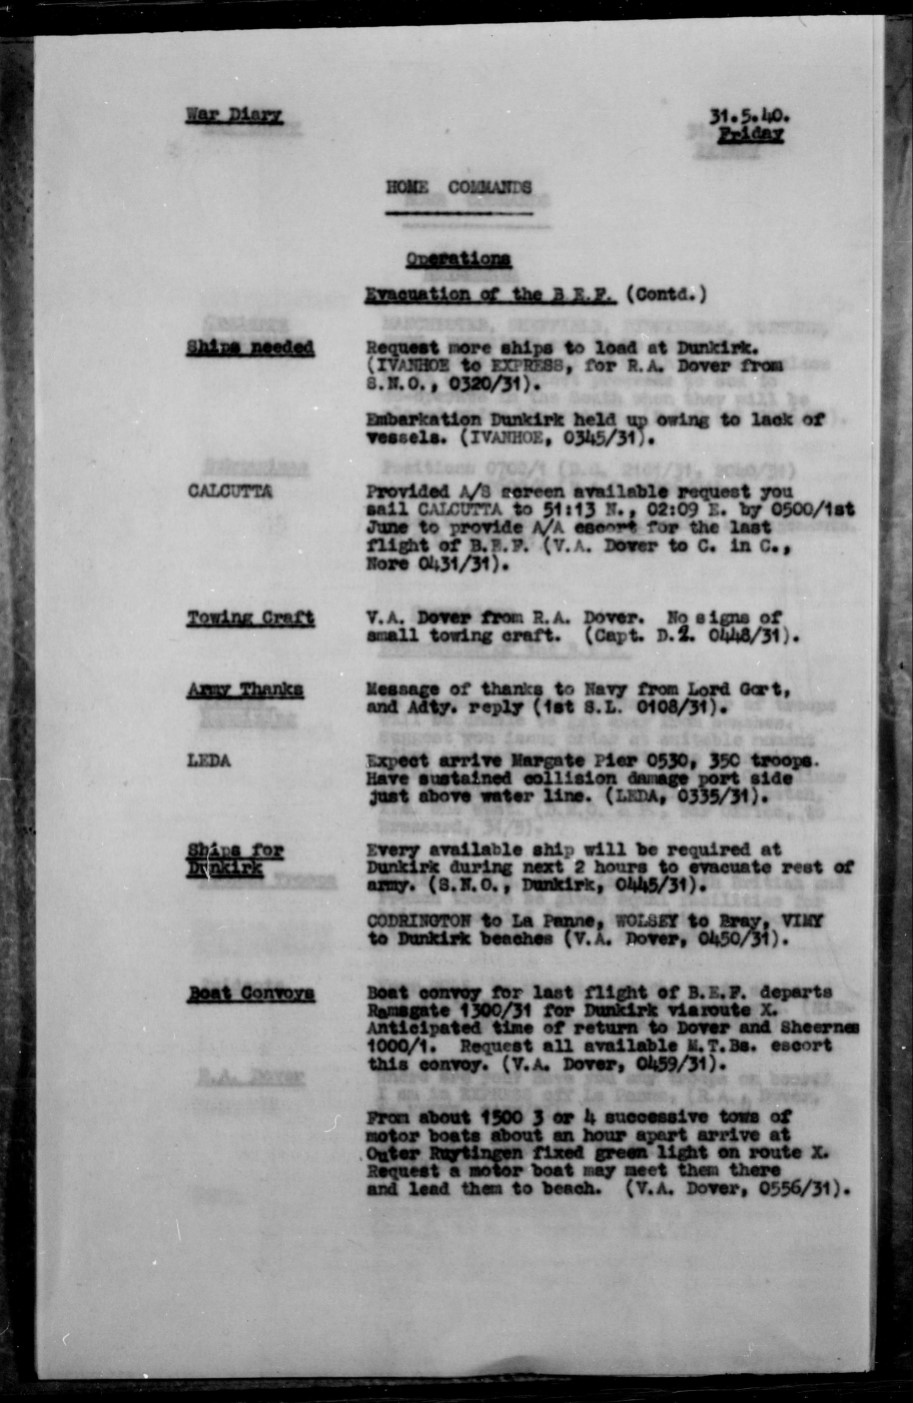 War Diary
31.5.40.
Friday
HOME COMMANDS
Operations
Evacuation of the B.E.F. (Contd.)
Ships needed
Request more ships to load at Dunkirk.
(IVANHOE to EXPRESS, for R.A. Dover from
S.N.O., 0320/31).
Embarkation Dunkirk held up owing to lack of
vessels. (IVANHOE, 0345/31).
CALCUTTA
Provided A/S screen available request you
sail CALCUTTA to 51:13 N., 02:09 E. by 0500/1st
June to provide A/A escort for the last
flight of B.E.F. (V.A. Dover to C. in C.,
Nore 0431/31).
Towing Craft
V.A. Dover from R.A. Dover. No signs of
small towing craft. (Capt. D.2. 0448/31).
Army Thanks
Message of thanks to Navy from Lord Gort,
and Adty. reply (1st S.L. 0108/31).
LEDA
Expect arrive Margate Pier 0530, 350 troops.
Have sustained collision damage port side
just above water line. (LEDA, 0335/31).
Ships for
Dunkirk
Every available ship will be required at
Dunkirk during next 2 hours to evacuate rest of
army. (S.N.O., Dunkirk, 0445/31).
CODRINGTON to La Panne, WOLSEY to Bray, VIMY
to Dunkirk beaches (V.A. Dover, 0450/31).
Boat Convoys
Boat convoy for last flight of B.E.F. departs
Ramsgate 1300/31 for Dunkirk viaroute X.
Anticipated time of return to Dover and Sheerness
1000/1. Request all available M.T.Bs. escort
this convoy. (V.A. Dover, 0459/31).
From about 1500 3 or 4 successive tows of
motor boats about an hour apart arrive at
Outer Ruytingen fixed green light on route X.
Request a motor boat may meet them there
and lead them to beach. (V.A. Dover, 0556/31).